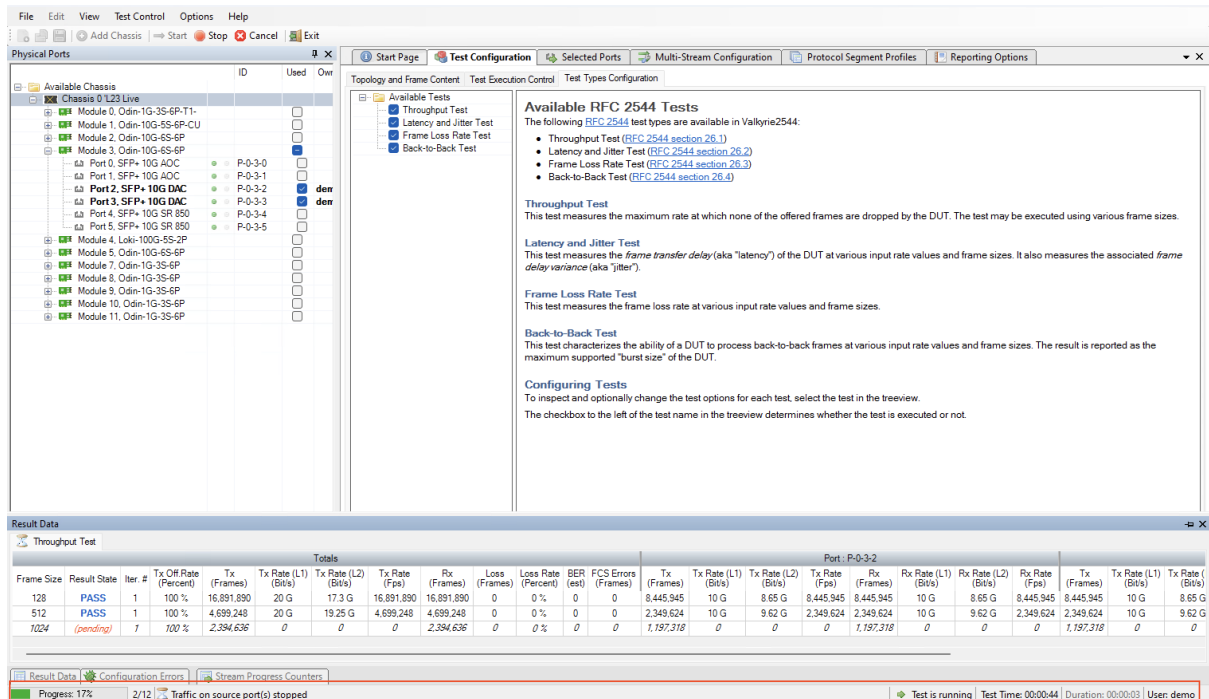 File Edit View Test Control Options Help
Add Chassis Start Stop Cancel Exit
Physical Ports
ID Used Owr
Available Chassis
Chassis 0 'L23 Live
Module 0, Odin-1G-3S-6P-T1-
Module 1, Odin-10G-5S-6P-CU
Module 2, Odin-10G-6S-6P
Module 3, Odin-10G-6S-6P
Port 0, SFP+ 10G AOC P-0-3-0
Port 1, SFP+ 10G AOC P-0-3-1
Port 2, SFP+ 10G DAC P-0-3-2 dem
Port 3, SFP+ 10G DAC P-0-3-3 dem
Port 4, SFP+ 10G SR 850 P-0-3-4
Port 5, SFP+ 10G SR 850 P-0-3-5
Module 4, Loki-100G-5S-2P
Module 5, Odin-10G-6S-6P
Module 7, Odin-1G-3S-6P
Module 8, Odin-1G-3S-6P
Module 9, Odin-1G-3S-6P
Module 10, Odin-1G-3S-6P
Module 11, Odin-1G-3S-6P
Start Page Test Configuration Selected Ports Multi-Stream Configuration Protocol Segment Profiles Reporting Options
Topology and Frame Content Test Execution Control Test Types Configuration
Available Tests
Throughput Test
Latency and Jitter Test
Frame Loss Rate Test
Back-to-Back Test
Available RFC 2544 Tests
The following RFC 2544 test types are available in Valkyrie2544:
• Throughput Test (RFC 2544 section 26.1)
• Latency and Jitter Test (RFC 2544 section 26.2)
• Frame Loss Rate Test (RFC 2544 section 26.3)
• Back-to-Back Test (RFC 2544 section 26.4)
Throughput Test
This test measures the maximum rate at which none of the offered frames are dropped by the DUT. The test may be executed using various frame sizes.
Latency and Jitter Test
This test measures the frame transfer delay (aka "latency") of the DUT at various input rate values and frame sizes. It also measures the associated frame
delay variance (aka "jitter").
Frame Loss Rate Test
This test measures the frame loss rate at various input rate values and frame sizes.
Back-to-Back Test
This test characterizes the ability of a DUT to process back-to-back frames at various input rate values and frame sizes. The result is reported as the
maximum supported "burst size" of the DUT.
Configuring Tests
To inspect and optionally change the test options for each test, select the test in the treeview.
The checkbox to the left of the test name in the treeview determines whether the test is executed or not.
Result Data
Throughput Test
Totals Port : P-0-3-2
Frame Size Result State Iter. # Tx Off.Rate (Percent) Tx (Frames) Tx Rate (L1) (Bit/s) Tx Rate (L2) (Bit/s) Tx Rate (Fps) Rx (Frames) Loss (Frames) Loss Rate (Percent) BER (est) FCS Errors (Frames) Tx (Frames) Tx Rate (L1) (Bit/s) Tx Rate (L2) (Bit/s) Tx Rate (Fps) Rx (Frames) Rx Rate (L1) (Bit/s) Rx Rate (L2) (Bit/s) Rx Rate (Fps) Tx (Frames) Tx Rate (L1) (Bit/s) Tx Rate ( (Bit/s)
128 PASS 1 100 % 16,891,890 20 G 17.3 G 16,891,890 16,891,890 0 0 % 0 0 8,445,945 10 G 8.65 G 8,445,945 8,445,945 10 G 8.65 G 8,445,945 8,445,945 10 G 8.65 G
512 PASS 1 100 % 4,699,248 20 G 19.25 G 4,699,248 4,699,248 0 0 % 0 0 2,349,624 10 G 9.62 G 2,349,624 2,349,624 10 G 9.62 G 2,349,624 2,349,624 10 G 9.62 G
1024 (pending) 1 100 % 2,394,636 0 0 0 2,394,636 0 0 % 0 0 1,197,318 0 0 0 1,197,318 0 0 0 1,197,318 0 0
Result Data Configuration Errors Stream Progress Counters
Progress: 17% 2/12 Traffic on source port(s) stopped Test is running Test Time: 00:00:44 Duration: 00:00:03 User: demo